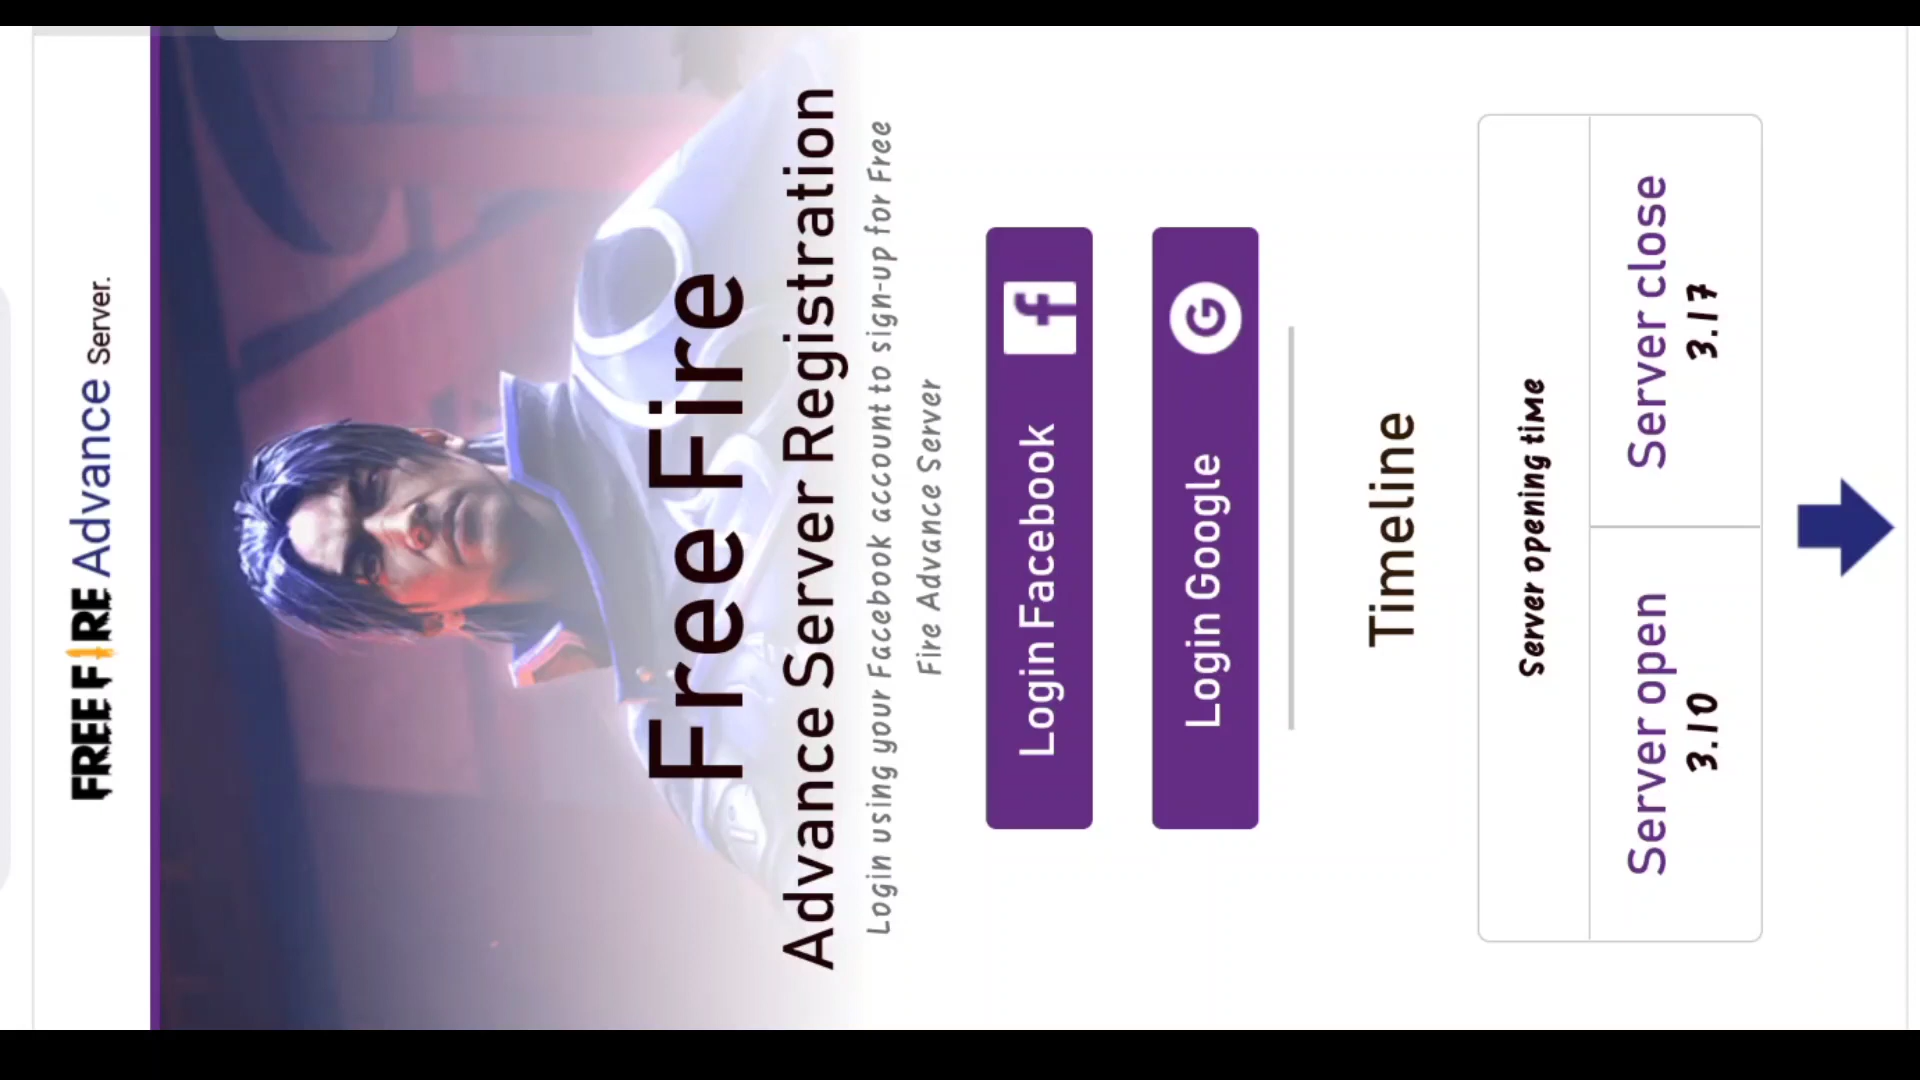 FREE FIRE Advance Server.
Free Fire
Advance Server Registration
Login using your Facebook account to sign-up for Free
Fire Advance Server
Login Facebook
Login Google
Timeline
Server opening time
Server open
3.10
Server close
3.17